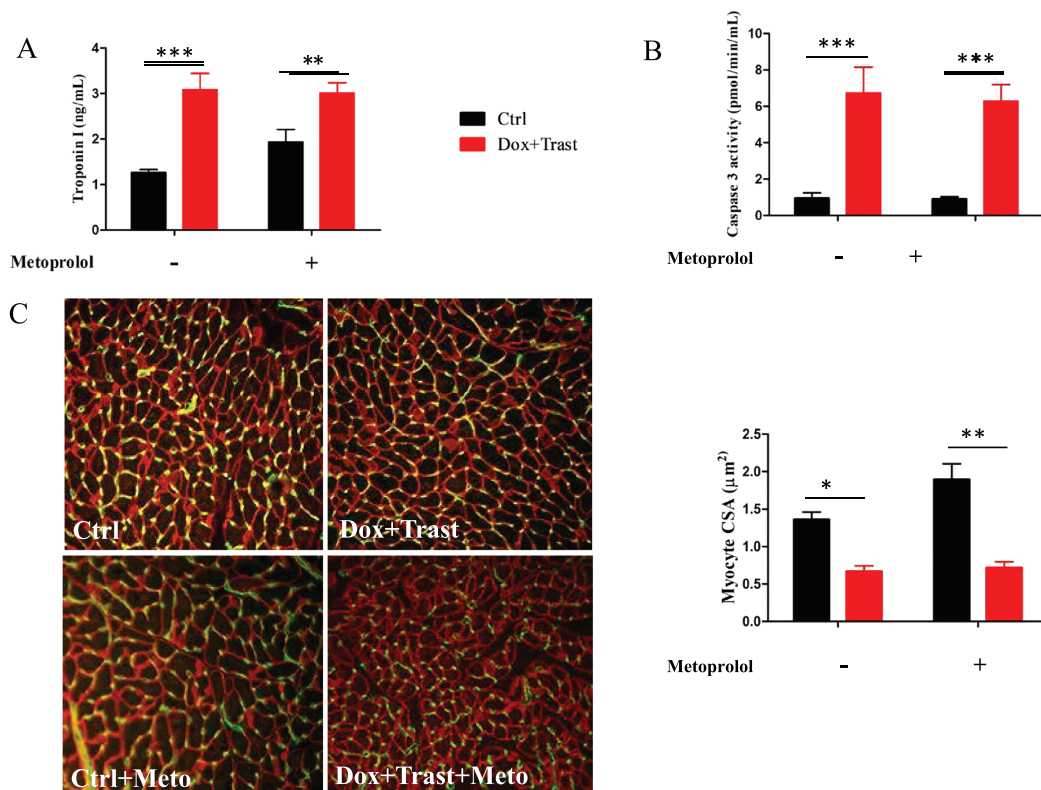 A
Troponin I (ng/mL)
4
3
2
1
0
***
**
Metoprolol - +
Ctrl
Dox+Trast
B
Caspase 3 activity (pmol/min/mL)
10
8
6
4
2
0
***
***
Metoprolol - +
C
Ctrl
Dox+Trast
Ctrl+Meto
Dox+Trast+Meto
Myocyte CSA (µm²)
2.5
2.0
1.5
1.0
0.5
0.0
*
**
Metoprolol - +